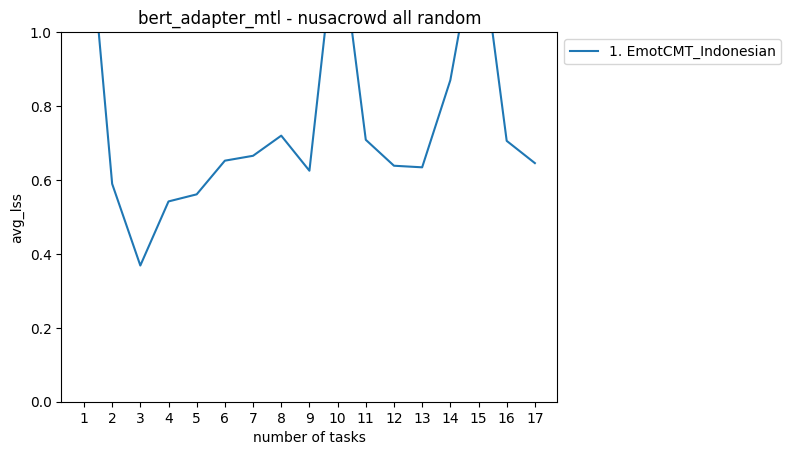 bert_adapter_mtl - nusacrowd all random
1. EmotCMT_Indonesian
1.0
0.8
0.6
0.4
0.2
0.0
avg_lss
1 2 3 4 5 6 7 8 9 10 11 12 13 14 15 16 17
number of tasks